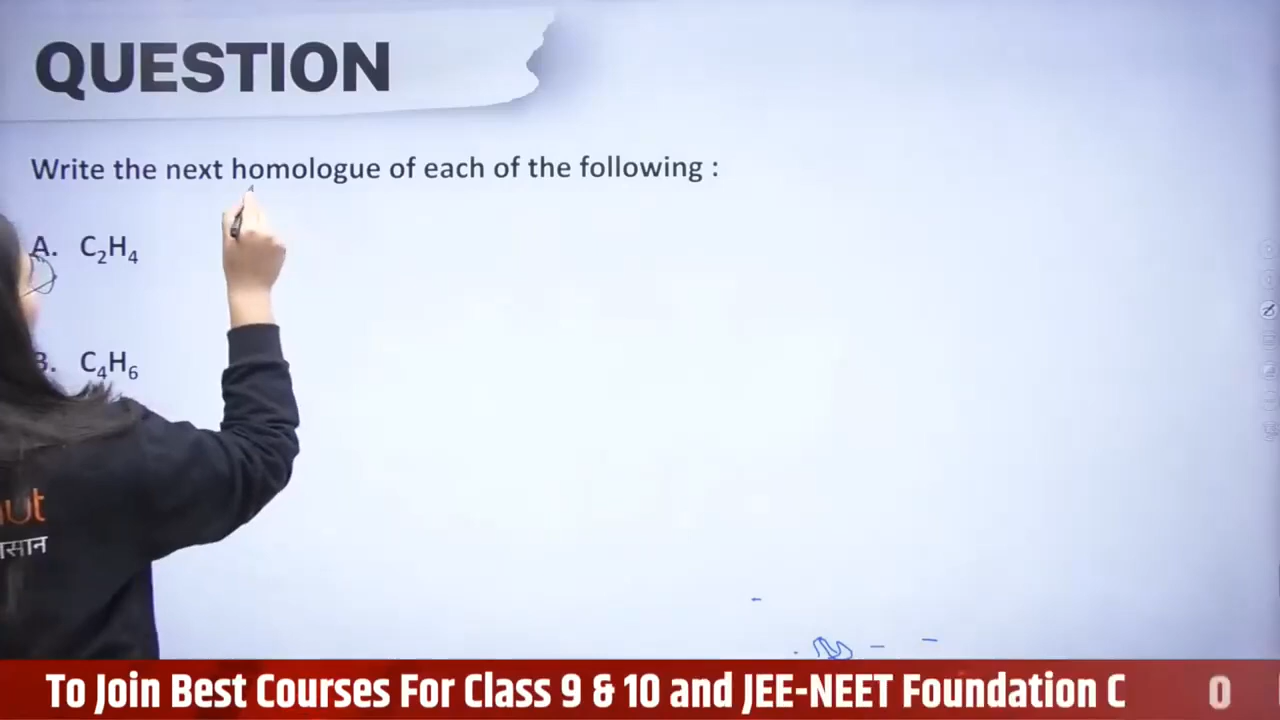 QUESTION
Write the next homologue of each of the following :
A. C₂H₄
B. C₄H₆
ut
सान
To Join Best Courses For Class 9 & 10 and JEE-NEET Foundation C 0